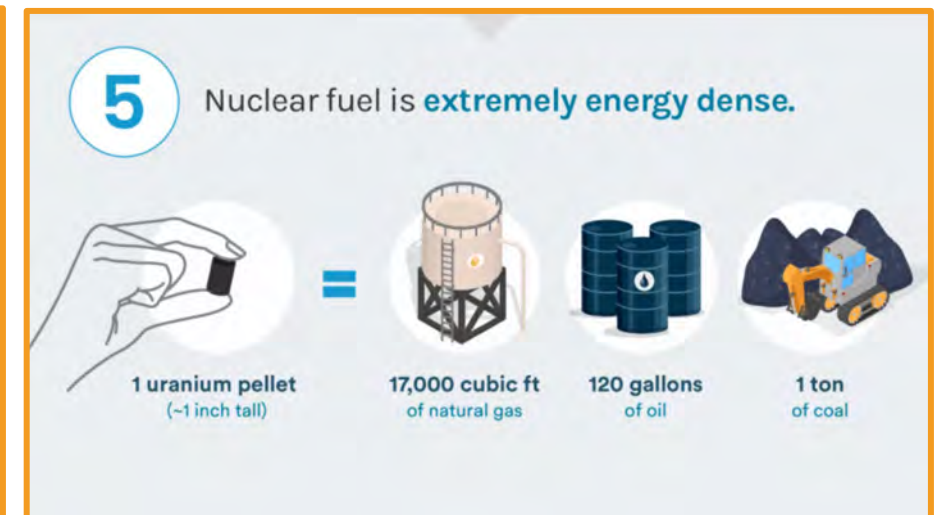 5
Nuclear fuel is extremely energy dense.
1 uranium pellet
(~1 inch tall)
=
17,000 cubic ft
of natural gas
120 gallons
of oil
1 ton
of coal